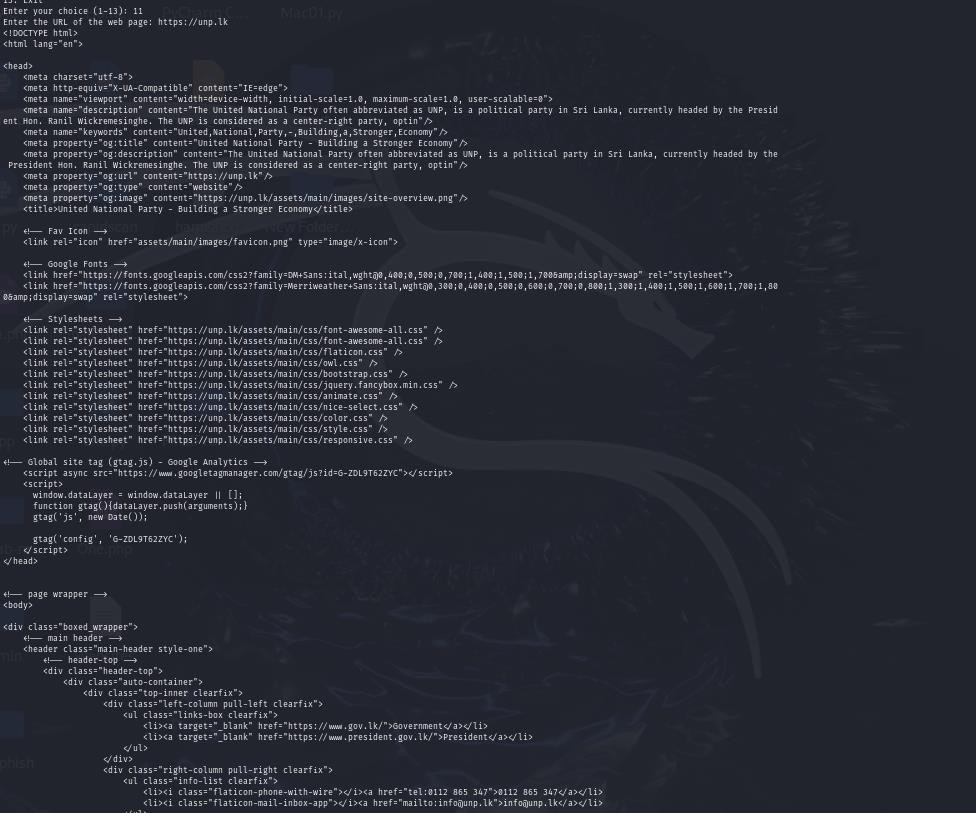 13. Exit
Enter your choice (1-13): 11
Enter the URL of the web page: https://unp.lk
<!DOCTYPE html>
<html lang="en">
<head>
<meta charset="utf-8">
<meta http-equiv="X-UA-Compatible" content="IE=edge">
<meta name="viewport" content="width=device-width, initial-scale=1.0, maximum-scale=1.0, user-scalable=0">
<meta name="description" content="The United National Party often abbreviated as UNP, is a political party in Sri Lanka, currently headed by the Presid
ent Hon. Ranil Wickremesinghe. The UNP is considered as a center-right party, optin"/>
<meta name="keywords" content="United,National,Party,-,Building,a,Stronger,Economy"/>
<meta property="og:title" content="United National Party - Building a Stronger Economy"/>
<meta property="og:description" content="The United National Party often abbreviated as UNP, is a political party in Sri Lanka, currently headed by the
President Hon. Ranil Wickremesinghe. The UNP is considered as a center-right party, optin"/>
<meta property="og:url" content="https://unp.lk"/>
<meta property="og:type" content="website"/>
<meta property="og:image" content="https://unp.lk/assets/main/images/site-overview.png"/>
<title>United National Party - Building a Stronger Economy</title>
<!-- Fav Icon -->
<link rel="icon" href="assets/main/images/favicon.png" type="image/x-icon">
<!-- Google Fonts -->
<link href="https://fonts.googleapis.com/css2?family=DM+Sans:ital,wght@0,400;0,500;0,700;1,400;1,500;1,700&amp;display=swap" rel="stylesheet">
<link href="https://fonts.googleapis.com/css2?family=Merriweather+Sans:ital,wght@0,300;0,400;0,500;0,600;0,700;0,800;1,300;1,400;1,500;1,600;1,700;1,80
0&amp;display=swap" rel="stylesheet">
<!-- Stylesheets -->
<link rel="stylesheet" href="https://unp.lk/assets/main/css/font-awesome-all.css" />
<link rel="stylesheet" href="https://unp.lk/assets/main/css/font-awesome-all.css" />
<link rel="stylesheet" href="https://unp.lk/assets/main/css/flaticon.css" />
<link rel="stylesheet" href="https://unp.lk/assets/main/css/owl.css" />
<link rel="stylesheet" href="https://unp.lk/assets/main/css/bootstrap.css" />
<link rel="stylesheet" href="https://unp.lk/assets/main/css/jquery.fancybox.min.css" />
<link rel="stylesheet" href="https://unp.lk/assets/main/css/animate.css" />
<link rel="stylesheet" href="https://unp.lk/assets/main/css/nice-select.css" />
<link rel="stylesheet" href="https://unp.lk/assets/main/css/color.css" />
<link rel="stylesheet" href="https://unp.lk/assets/main/css/style.css" />
<link rel="stylesheet" href="https://unp.lk/assets/main/css/responsive.css" />
<!-- Global site tag (gtag.js) - Google Analytics -->
<script async src="https://www.googletagmanager.com/gtag/js?id=G-ZDL9T62ZYC"></script>
<script>
window.dataLayer = window.dataLayer || [];
function gtag(){dataLayer.push(arguments);}
gtag('js', new Date());
gtag('config', 'G-ZDL9T62ZYC');
</script>
</head>
<!-- page wrapper -->
<body>
<div class="boxed_wrapper">
<!-- main header -->
<header class="main-header style-one">
<!-- header-top -->
<div class="header-top">
<div class="auto-container">
<div class="top-inner clearfix">
<div class="left-column pull-left clearfix">
<ul class="links-box clearfix">
<li><a target="_blank" href="https://www.gov.lk/">Government</a></li>
<li><a target="_blank" href="https://www.president.gov.lk/">President</a></li>
</ul>
</div>
<div class="right-column pull-right clearfix">
<ul class="info-list clearfix">
<li><i class="flaticon-phone-with-wire"></i><a href="tel:0112 865 347">0112 865 347</a></li>
<li><i class="flaticon-mail-inbox-app"></i><a href="mailto:info@unp.lk">info@unp.lk</a></li>